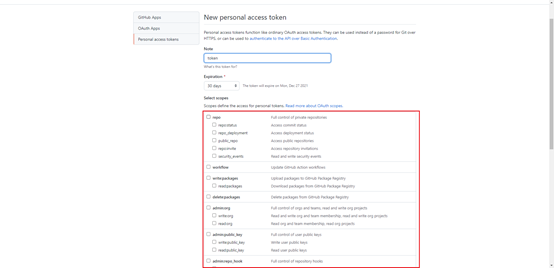 GitHub Apps
OAuth Apps
Personal access tokens
New personal access token
Personal access tokens function like ordinary OAuth access tokens. They can be used instead of a password for Git over
HTTPS, or can be used to authenticate to the API over Basic Authentication.
Note
token
What's this token for?
Expiration *
30 days The token will expire on Mon, Dec 27 2021
Select scopes
Scopes define the access for personal tokens. Read more about OAuth scopes.
repo Full control of private repositories
repo:status Access commit status
repo_deployment Access deployment status
public_repo Access public repositories
repo:invite Access repository invitations
security_events Read and write security events
workflow Update GitHub Action workflows
write:packages Upload packages to GitHub Package Registry
read:packages Download packages from GitHub Package Registry
delete:packages Delete packages from GitHub Package Registry
admin:org Full control of orgs and teams, read and write org projects
write:org Read and write org and team membership, read and write org projects
read:org Read org and team membership, read org projects
admin:public_key Full control of user public keys
write:public_key Write user public keys
read:public_key Read user public keys
admin:repo_hook Full control of repository hooks